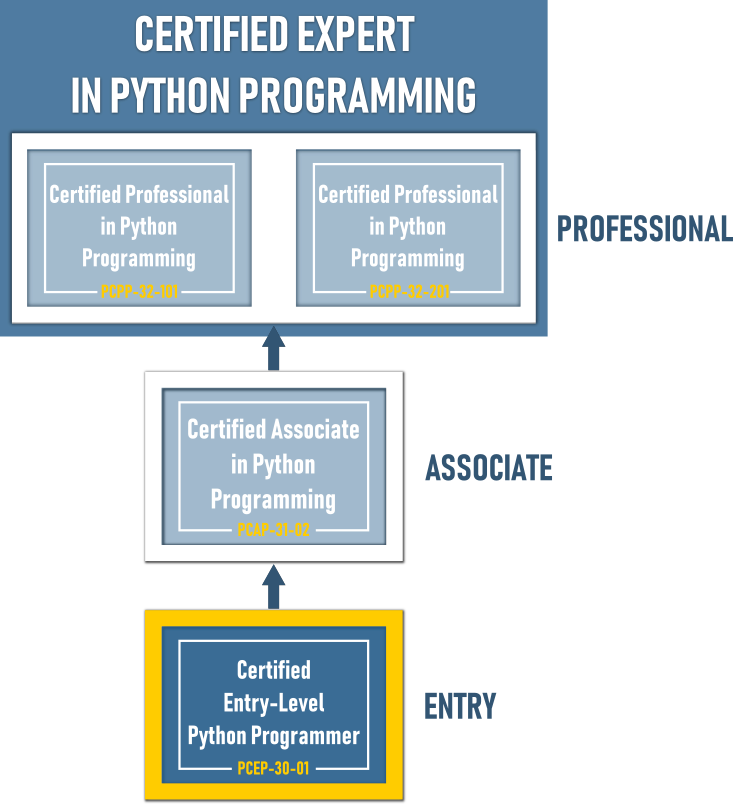 CERTIFIED EXPERT
IN PYTHON PROGRAMMING
Certified Professional
in Python
Programming
PCPP-32-101
Certified Professional
in Python
Programming
PCPP-32-201
PROFESSIONAL
Certified Associate
in Python
Programming
PCAP-31-02
ASSOCIATE
Certified
Entry-Level
Python Programmer
PCEP-30-01
ENTRY